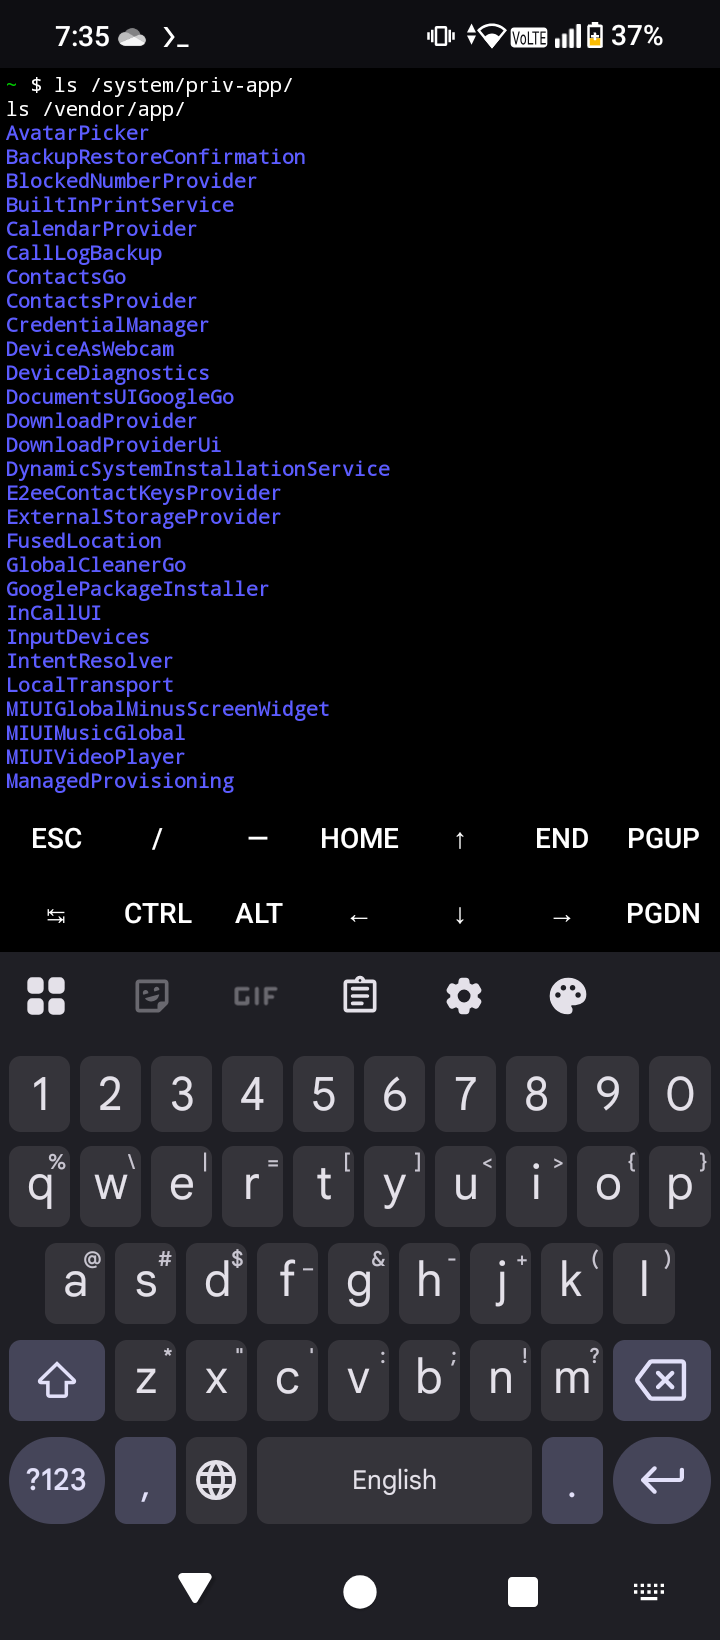 7:35 VoLTE 37%
~ $ ls /system/priv-app/
ls /vendor/app/
AvatarPicker
BackupRestoreConfirmation
BlockedNumberProvider
BuiltInPrintService
CalendarProvider
CallLogBackup
ContactsGo
ContactsProvider
CredentialManager
DeviceAsWebcam
DeviceDiagnostics
DocumentsUIGoogleGo
DownloadProvider
DownloadProviderUi
DynamicSystemInstallationService
E2eeContactKeysProvider
ExternalStorageProvider
FusedLocation
GlobalCleanerGo
GooglePackageInstaller
InCallUI
InputDevices
IntentResolver
LocalTransport
MIUIGlobalMinusScreenWidget
MIUIMusicGlobal
MIUIVideoPlayer
ManagedProvisioning
ESC / — HOME ↑ END PGUP
↹ CTRL ALT ← ↓ → PGDN
GIF
1 2 3 4 5 6 7 8 9 0
q % w \ e | r = t [ y ] u < i > o { p }
a @ s # d $ f _ g & h - j + k ( l )
z * x " c ' v : b ; n ! m ?
?123 , English .